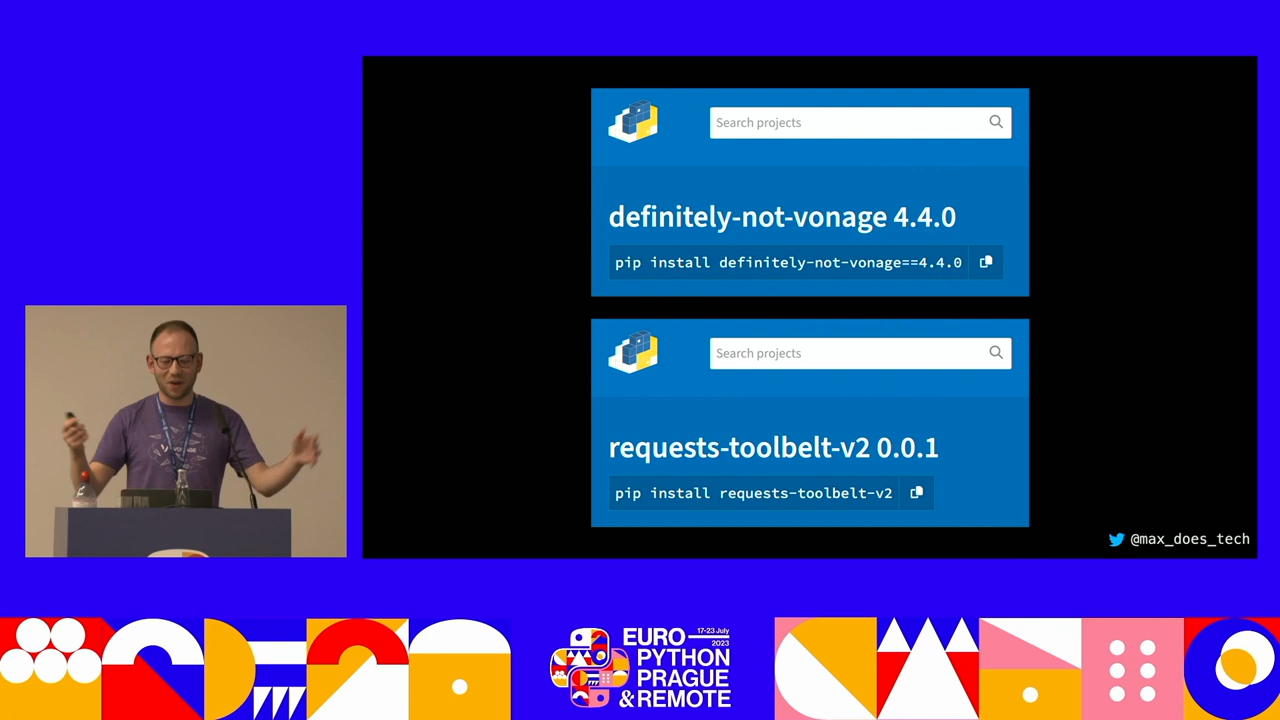 Search projects
definitely-not-vonage 4.4.0
pip install definitely-not-vonage==4.4.0
Search projects
requests-toolbelt-v2 0.0.1
pip install requests-toolbelt-v2
@max_does_tech
VONAGE
17-23 July
2023
EURO
PYTHON
PRAGUE
& REMOTE